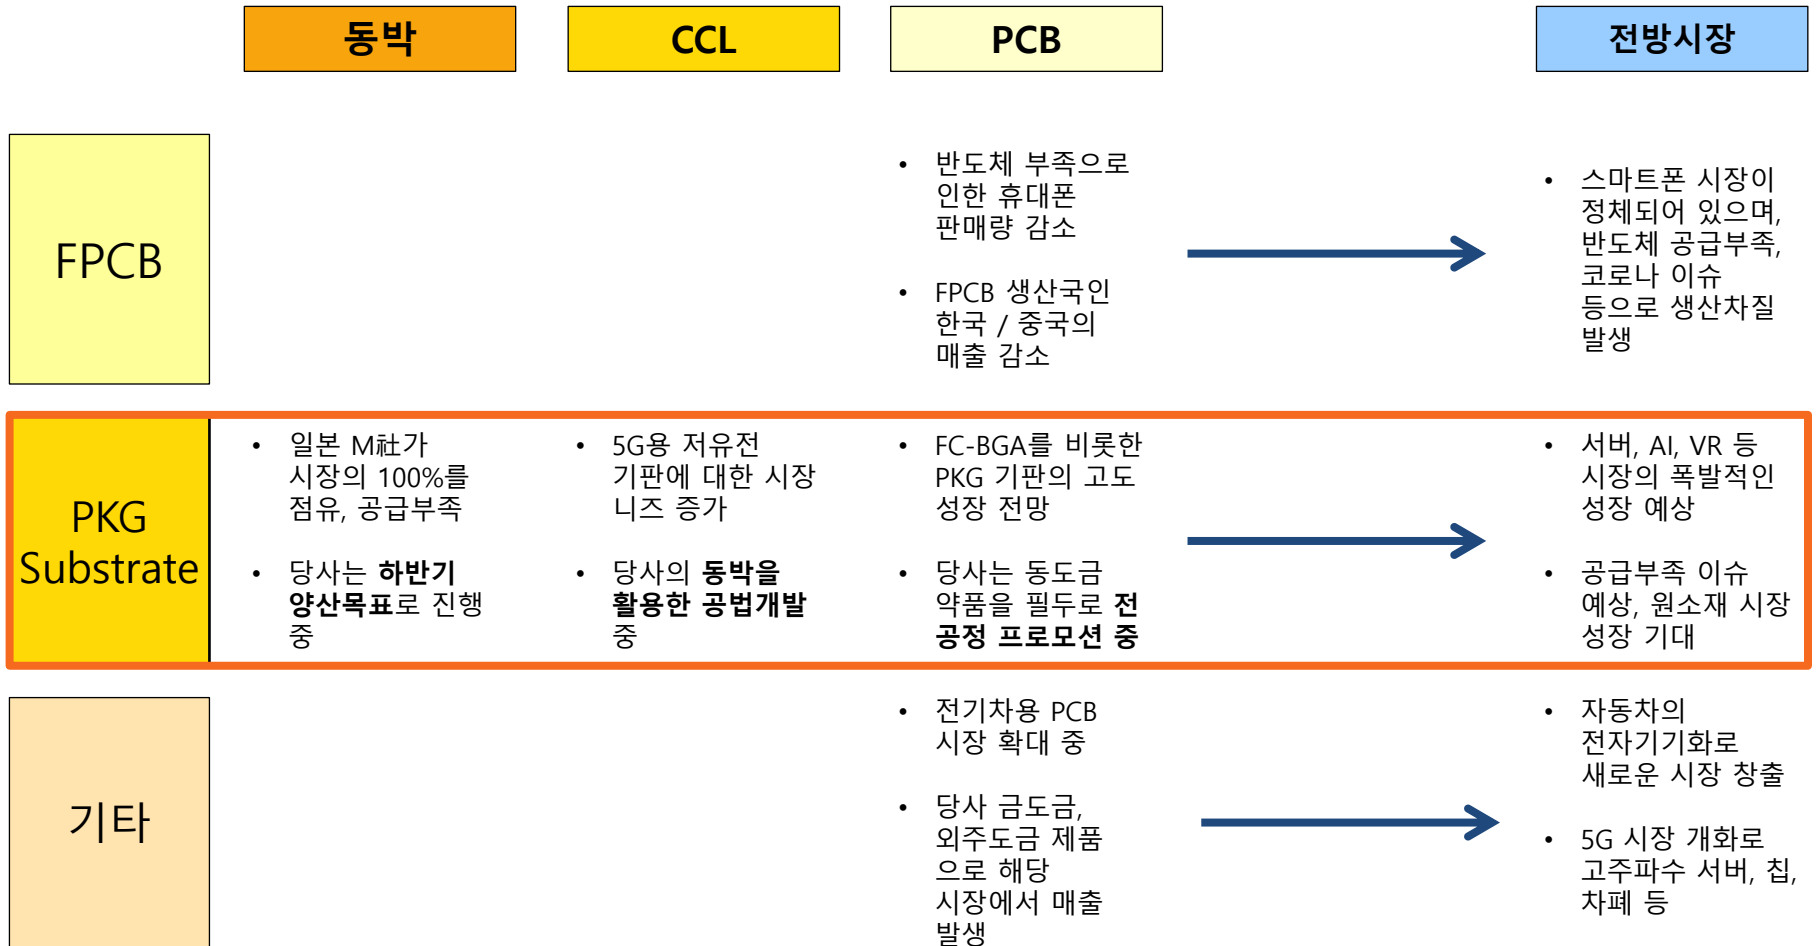 동박
CCL
PCB
전방시장
FPCB
• 반도체 부족으로
인한 휴대폰
판매량 감소
• FPCB 생산국인
한국 / 중국의
매출 감소
• 스마트폰 시장이
정체되어 있으며,
반도체 공급부족,
코로나 이슈
등으로 생산차질
발생
PKG
Substrate
• 일본 M社가
시장의 100%를
점유, 공급부족
• 당사는 하반기
양산목표로 진행
중
• 5G용 저유전
기판에 대한 시장
니즈 증가
• 당사의 동박을
활용한 공법개발
중
• FC-BGA를 비롯한
PKG 기판의 고도
성장 전망
• 당사는 동도금
약품을 필두로 전
공정 프로모션 중
• 서버, AI, VR 등
시장의 폭발적인
성장 예상
• 공급부족 이슈
예상, 원소재 시장
성장 기대
기타
• 전기차용 PCB
시장 확대 중
• 당사 금도금,
외주도금 제품
으로 해당
시장에서 매출
발생
• 자동차의
전자기기화로
새로운 시장 창출
• 5G 시장 개화로
고주파수 서버, 칩,
차폐 등